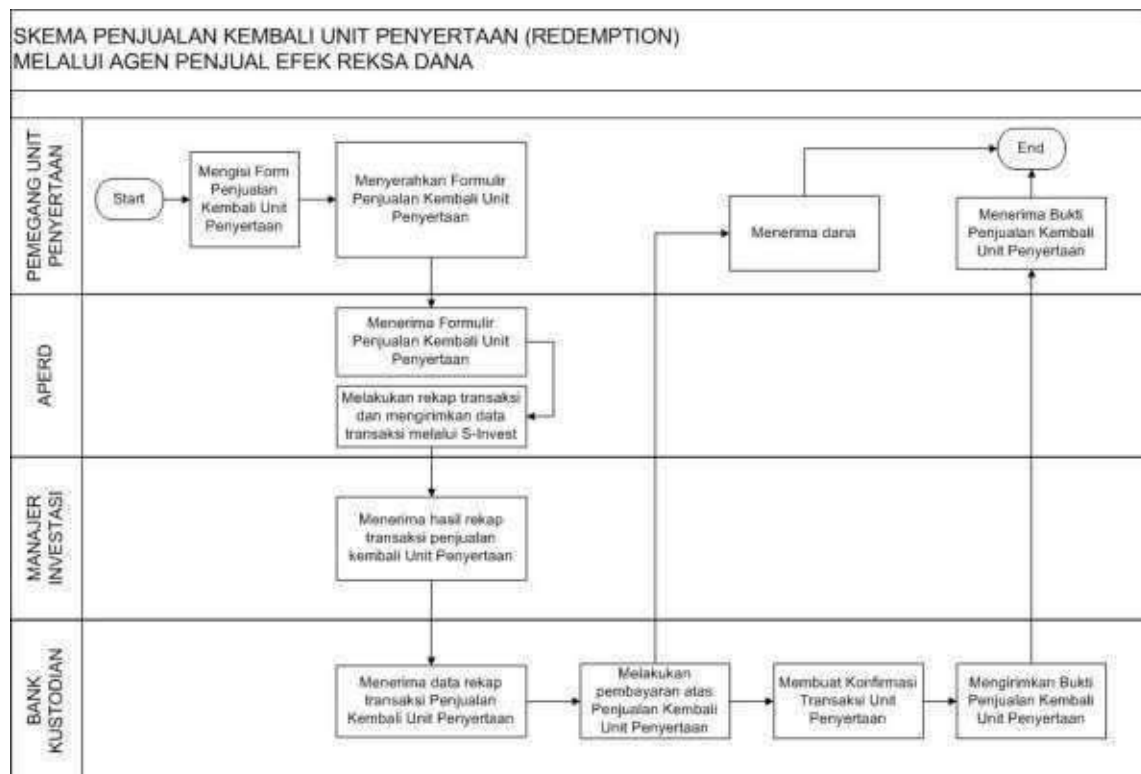 SKEMA PENJUALAN KEMBALI UNIT PENYERTAAN (REDEMPTION)
MELALUI AGEN PENJUAL EFEK REKSA DANA
PEMEGANG UNIT
PENYERTAAN
Start
Mengisi Form
Penjualan
Kembali Unit
Penyertaan
Menyerahkan Formulir
Penjualan Kembali Unit
Penyertaan
Menerima dana
End
Menerima Bukti
Penjualan Kembali
Unit Penyertaan
APERD
Menerima Formulir
Penjualan Kembali Unit
Penyertaan
Melakukan rekap transaksi
dan mengirimkan data
transaksi melalui S-Invest
MANAJER
INVESTASI
Menerima hasil rekap
transaksi penjualan
kembali Unit Penyertaan
BANK
KUSTODIAN
Menerima data rekap
transaksi Penjualan
Kembali Unit Penyertaan
Melakukan
pembayaran atas
Penjualan Kembali
Unit Penyertaan
Membuat Konfirmasi
Transaksi Unit
Penyertaan
Mengirimkan Bukti
Penjualan Kembali
Unit Penyertaan